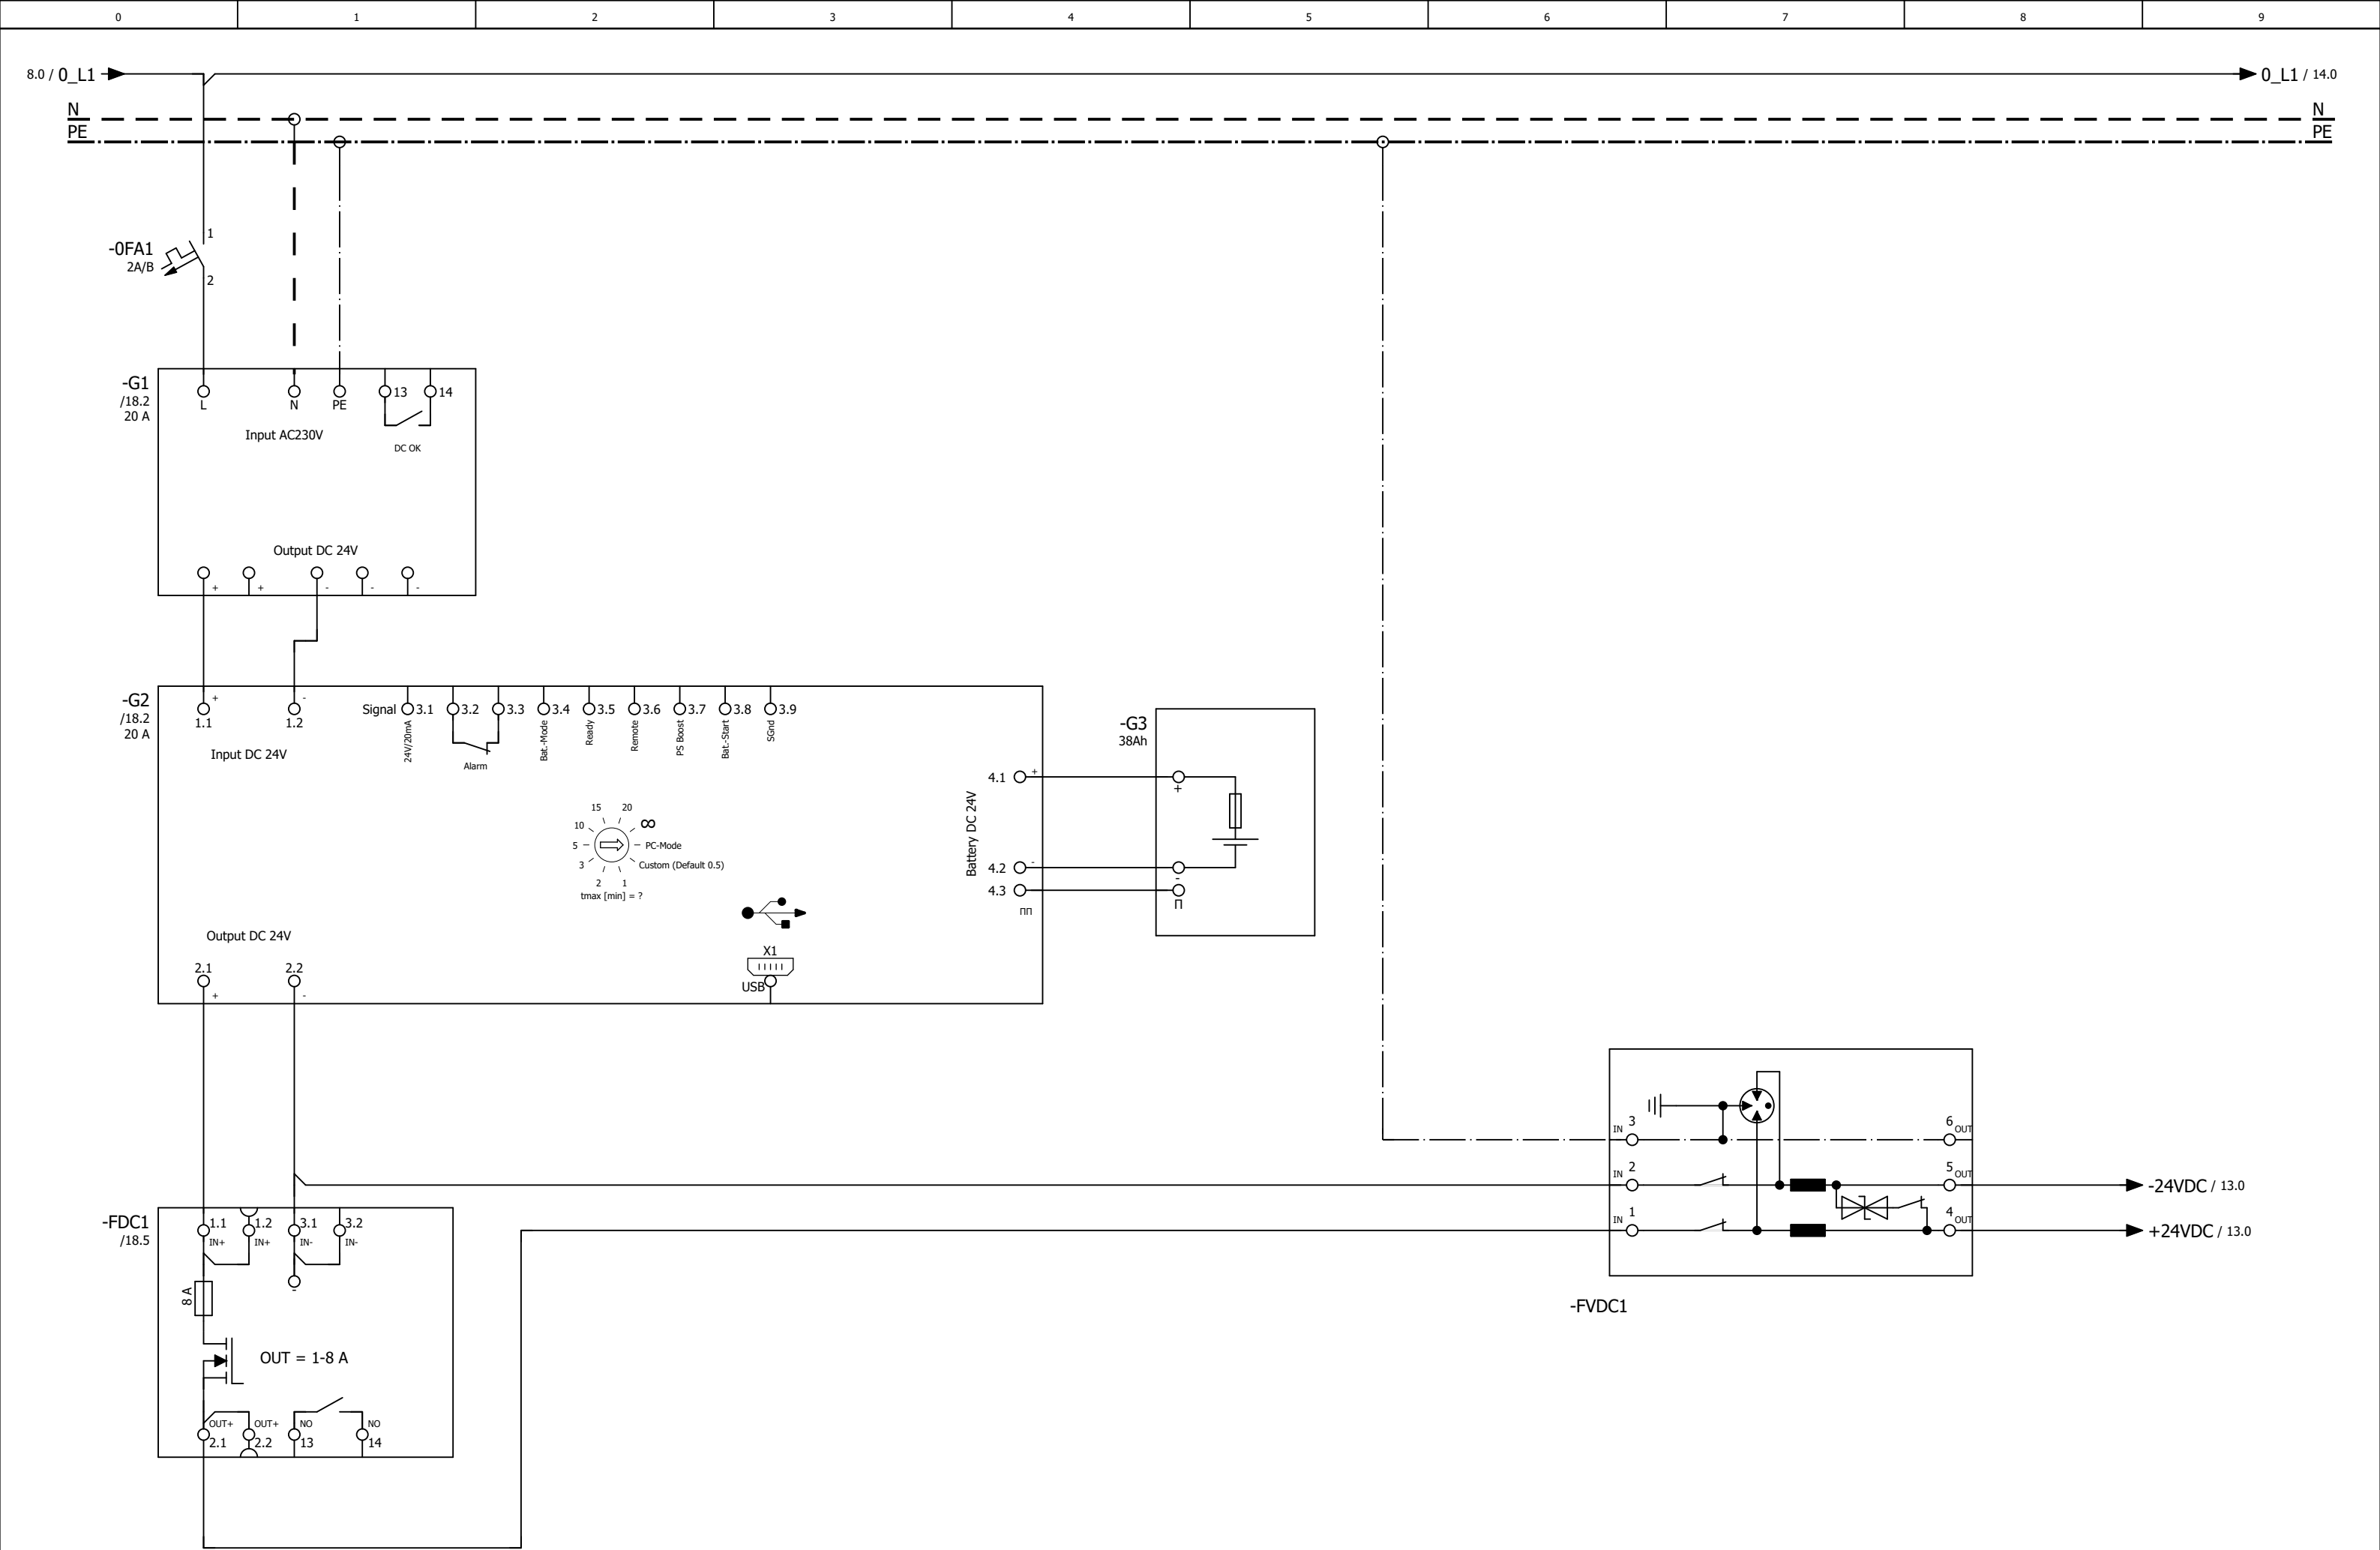 0 1 2 3 4 5 6 7 8 9
8.0 / 0_L1
0_L1 / 14.0
N
N
PE
PE
-0FA1
2A/B
1
2
-G1
/18.2
20 A
L
N
PE
13
14
Input AC230V
DC OK
Output DC 24V
+
+
-
-
-
-G2
/18.2
20 A
+
-
1.1
1.2
Signal
3.1
3.2
3.3
3.4
3.5
3.6
3.7
3.8
3.9
24V/20mA
Alarm
Bat.-Mode
Ready
Remote
PS Boost
Bat.-Start
SGnd
Input DC 24V
15
20
10
∞
5
PC-Mode
3
Custom (Default 0.5)
2
1
tmax [min] = ?
Battery DC 24V
4.1
+
4.2
-
4.3
ΠΠ
-G3
38Ah
+
-
Π
Output DC 24V
2.1
2.2
+
-
X1
USB
-FDC1
/18.5
1.1
1.2
3.1
3.2
IN+
IN+
IN-
IN-
-
8 A
OUT = 1-8 A
OUT+
OUT+
NO
NO
2.1
2.2
13
14
IN
3
6
OUT
IN
2
5
OUT
IN
1
4
OUT
-24VDC / 13.0
+24VDC / 13.0
-FVDC1